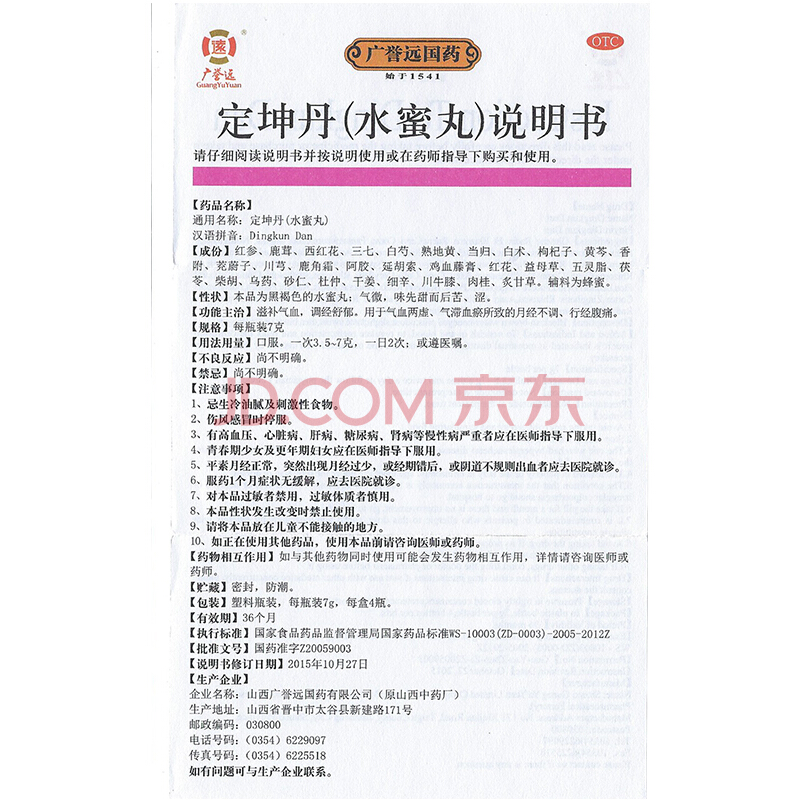 速
®
广誉远
GuangYuYuan
广誉远国药
始于1541
OTC
定坤丹(水蜜丸)说明书
请仔细阅读说明书并按说明使用或在药师指导下购买和使用。
【药品名称】
通用名称：定坤丹(水蜜丸)
汉语拼音：Dingkun Dan
【成份】红参、鹿茸、西红花、三七、白芍、熟地黄、当归、白术、枸杞子、黄芩、香
附、茺蔚子、川芎、鹿角霜、阿胶、延胡索、鸡血藤膏、红花、益母草、五灵脂、茯
苓、柴胡、乌药、砂仁、杜仲、干姜、细辛、川牛膝、肉桂、炙甘草。辅料为蜂蜜。
【性状】本品为黑褐色的水蜜丸；气微，味先甜而后苦、涩。
【功能主治】滋补气血，调经舒郁。用于气血两虚、气滞血瘀所致的月经不调、行经腹痛。
【规格】每瓶装7克
【用法用量】口服。一次3.5~7克，一日2次；或遵医嘱。
【不良反应】尚不明确。
【禁忌】尚不明确。
【注意事项】
JD.COM 京东
1、忌生冷油腻及刺激性食物。
2、伤风感冒时停服。
3、有高血压、心脏病、肝病、糖尿病、肾病等慢性病严重者应在医师指导下服用。
4、青春期少女及更年期妇女应在医师指导下服用。
5、平素月经正常，突然出现月经过少，或经期错后，或阴道不规则出血者应去医院就诊。
6、服药1个月症状无缓解，应去医院就诊。
7、对本品过敏者禁用，过敏体质者慎用。
8、本品性状发生改变时禁止使用。
9、请将本品放在儿童不能接触的地方。
10、如正在使用其他药品，使用本品前请咨询医师或药师。
【药物相互作用】如与其他药物同时使用可能会发生药物相互作用，详情请咨询医师或
药师。
【贮藏】密封，防潮。
【包装】塑料瓶装，每瓶装7g，每盒4瓶。
【有效期】36个月
【执行标准】国家食品药品监督管理局国家药品标准WS-10003(ZD-0003)-2005-2012Z
【批准文号】国药准字Z20059003
【说明书修订日期】2015年10月27日
【生产企业】
企业名称：山西广誉远国药有限公司（原山西中药厂）
生产地址：山西省晋中市太谷县新建路171号
邮政编码：030800
电话号码：(0354) 6229097
传真号码：(0354) 6225518
如有问题可与生产企业联系。